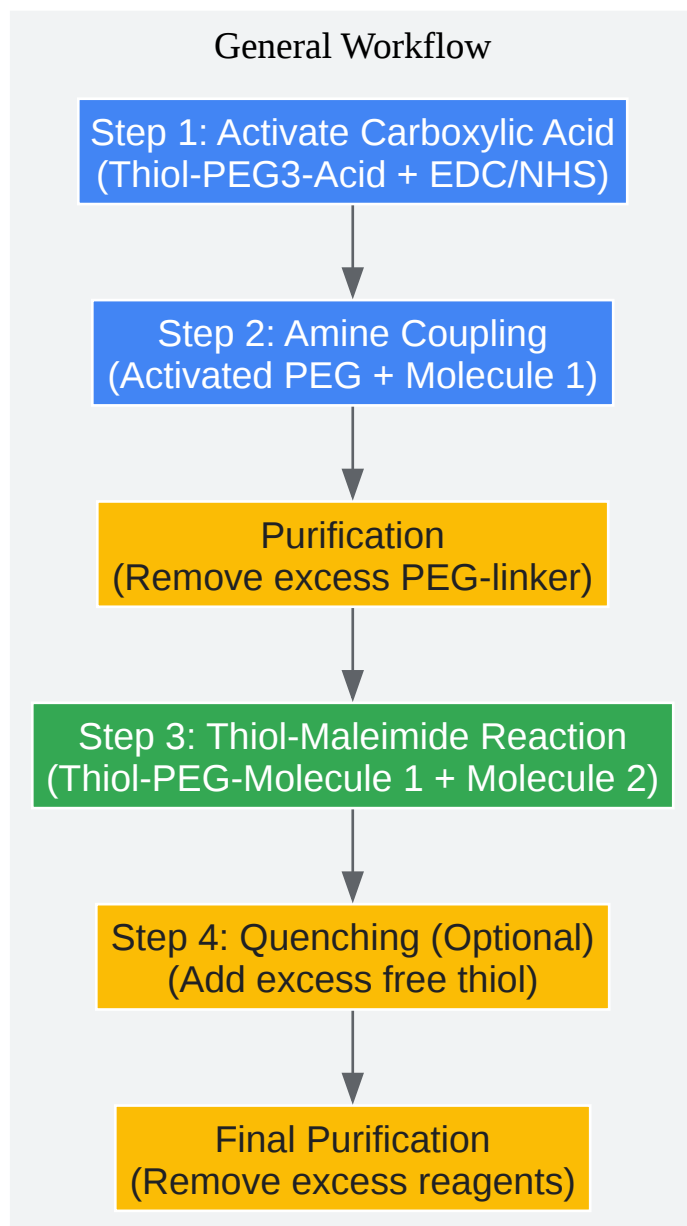 General Workflow
Step 1: Activate Carboxylic Acid
(Thiol-PEG3-Acid + EDC/NHS)
Step 2: Amine Coupling
(Activated PEG + Molecule 1)
Purification
(Remove excess PEG-linker)
Step 3: Thiol-Maleimide Reaction
(Thiol-PEG-Molecule 1 + Molecule 2)
Step 4: Quenching (Optional)
(Add excess free thiol)
Final Purification
(Remove excess reagents)